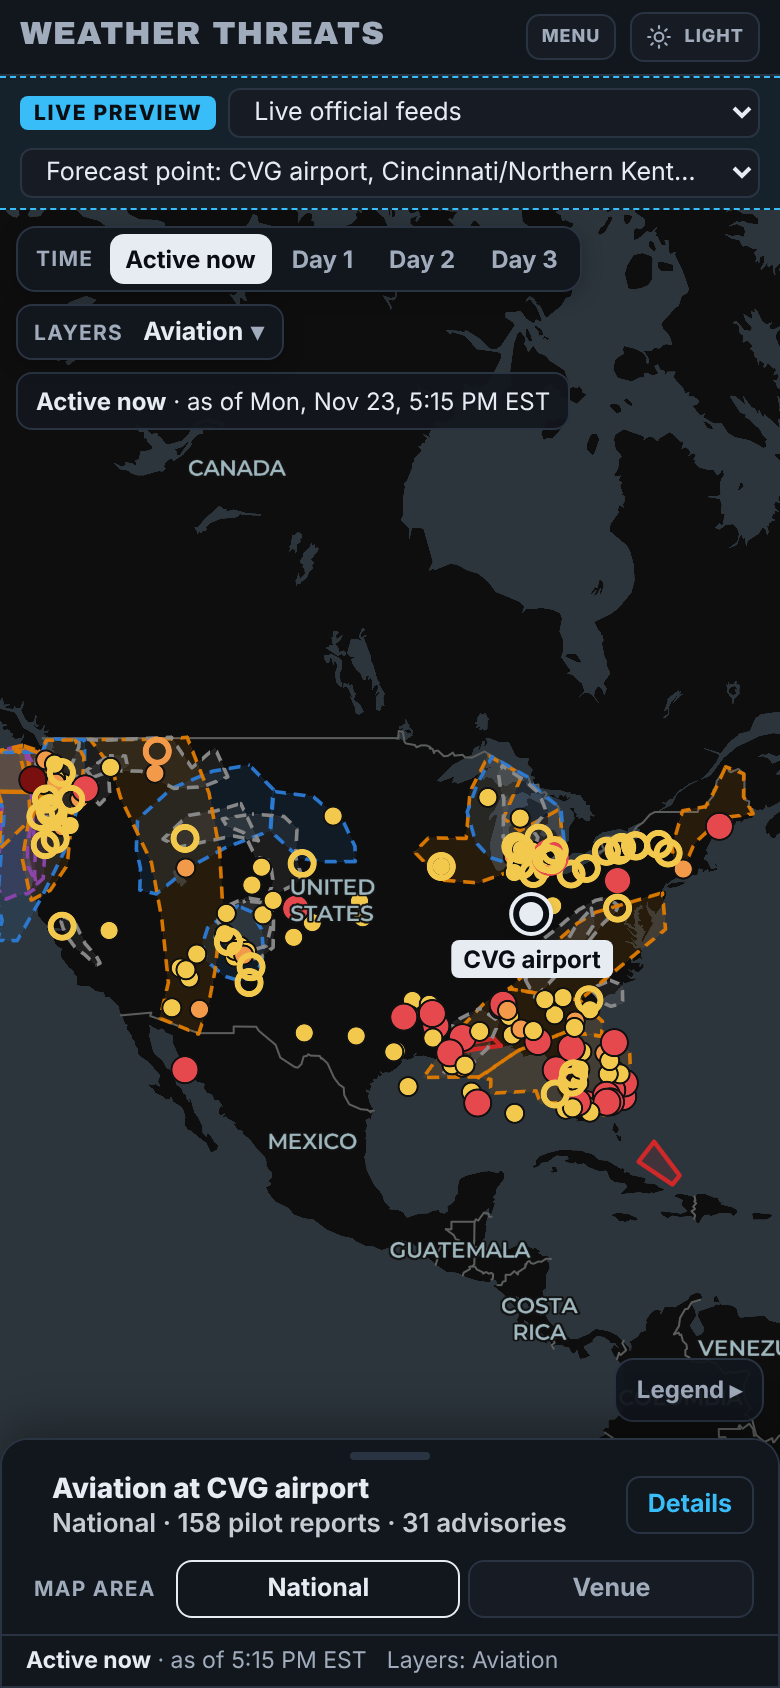 WEATHER THREATS
MENU
LIGHT
LIVE PREVIEW
Live official feeds
Forecast point: CVG airport, Cincinnati/Northern Kent...
TIME
Active now
Day 1
Day 2
Day 3
LAYERS
Aviation ▾
Active now · as of Mon, Nov 23, 5:15 PM EST
CANADA
UNITED
STATES
CVG airport
MEXICO
GUATEMALA
COSTA
RICA
VENEZU
Legend ▸
COLOMBIA
Aviation at CVG airport
National · 158 pilot reports · 31 advisories
Details
MAP AREA
National
Venue
Active now · as of 5:15 PM EST Layers: Aviation